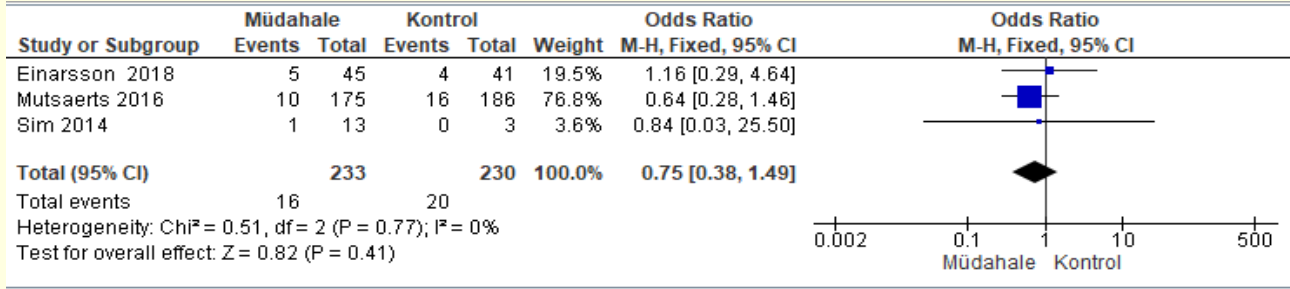 Müdahale Kontrol Odds Ratio Odds Ratio
Study or Subgroup Events Total Events Total Weight M-H, Fixed, 95% CI M-H, Fixed, 95% CI
Einarsson 2018 5 45 4 41 19.5% 1.16 [0.29, 4.64]
Mutsaerts 2016 10 175 16 186 76.8% 0.64 [0.28, 1.46]
Sim 2014 1 13 0 3 3.6% 0.84 [0.03, 25.50]
Total (95% CI) 233 230 100.0% 0.75 [0.38, 1.49]
Total events 16 20
Heterogeneity: Chi² = 0.51, df = 2 (P = 0.77); I² = 0%
Test for overall effect: Z = 0.82 (P = 0.41)
0.002 0.1 1 10 500
Müdahale Kontrol